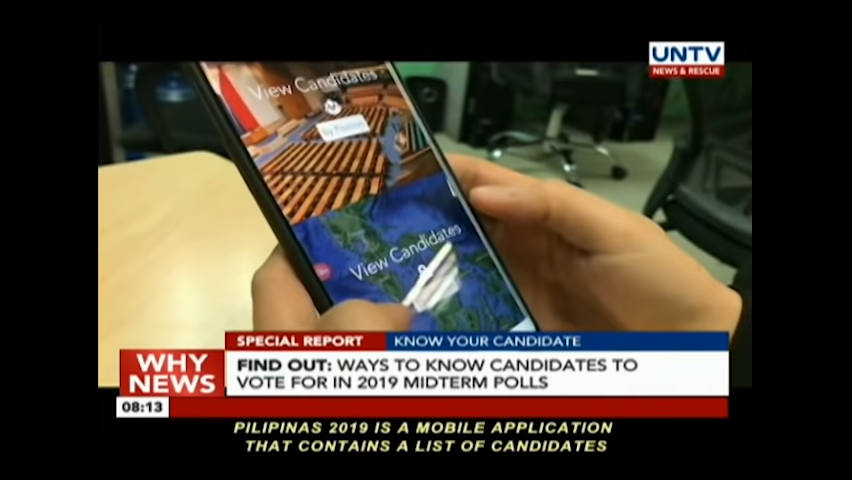 UNTV
NEWS & RESCUE
View Candidates
by Position
View Candidates
SPECIAL REPORT
KNOW YOUR CANDIDATE
WHY
NEWS
FIND OUT: WAYS TO KNOW CANDIDATES TO
VOTE FOR IN 2019 MIDTERM POLLS
08:13
PILIPINAS 2019 IS A MOBILE APPLICATION
THAT CONTAINS A LIST OF CANDIDATES